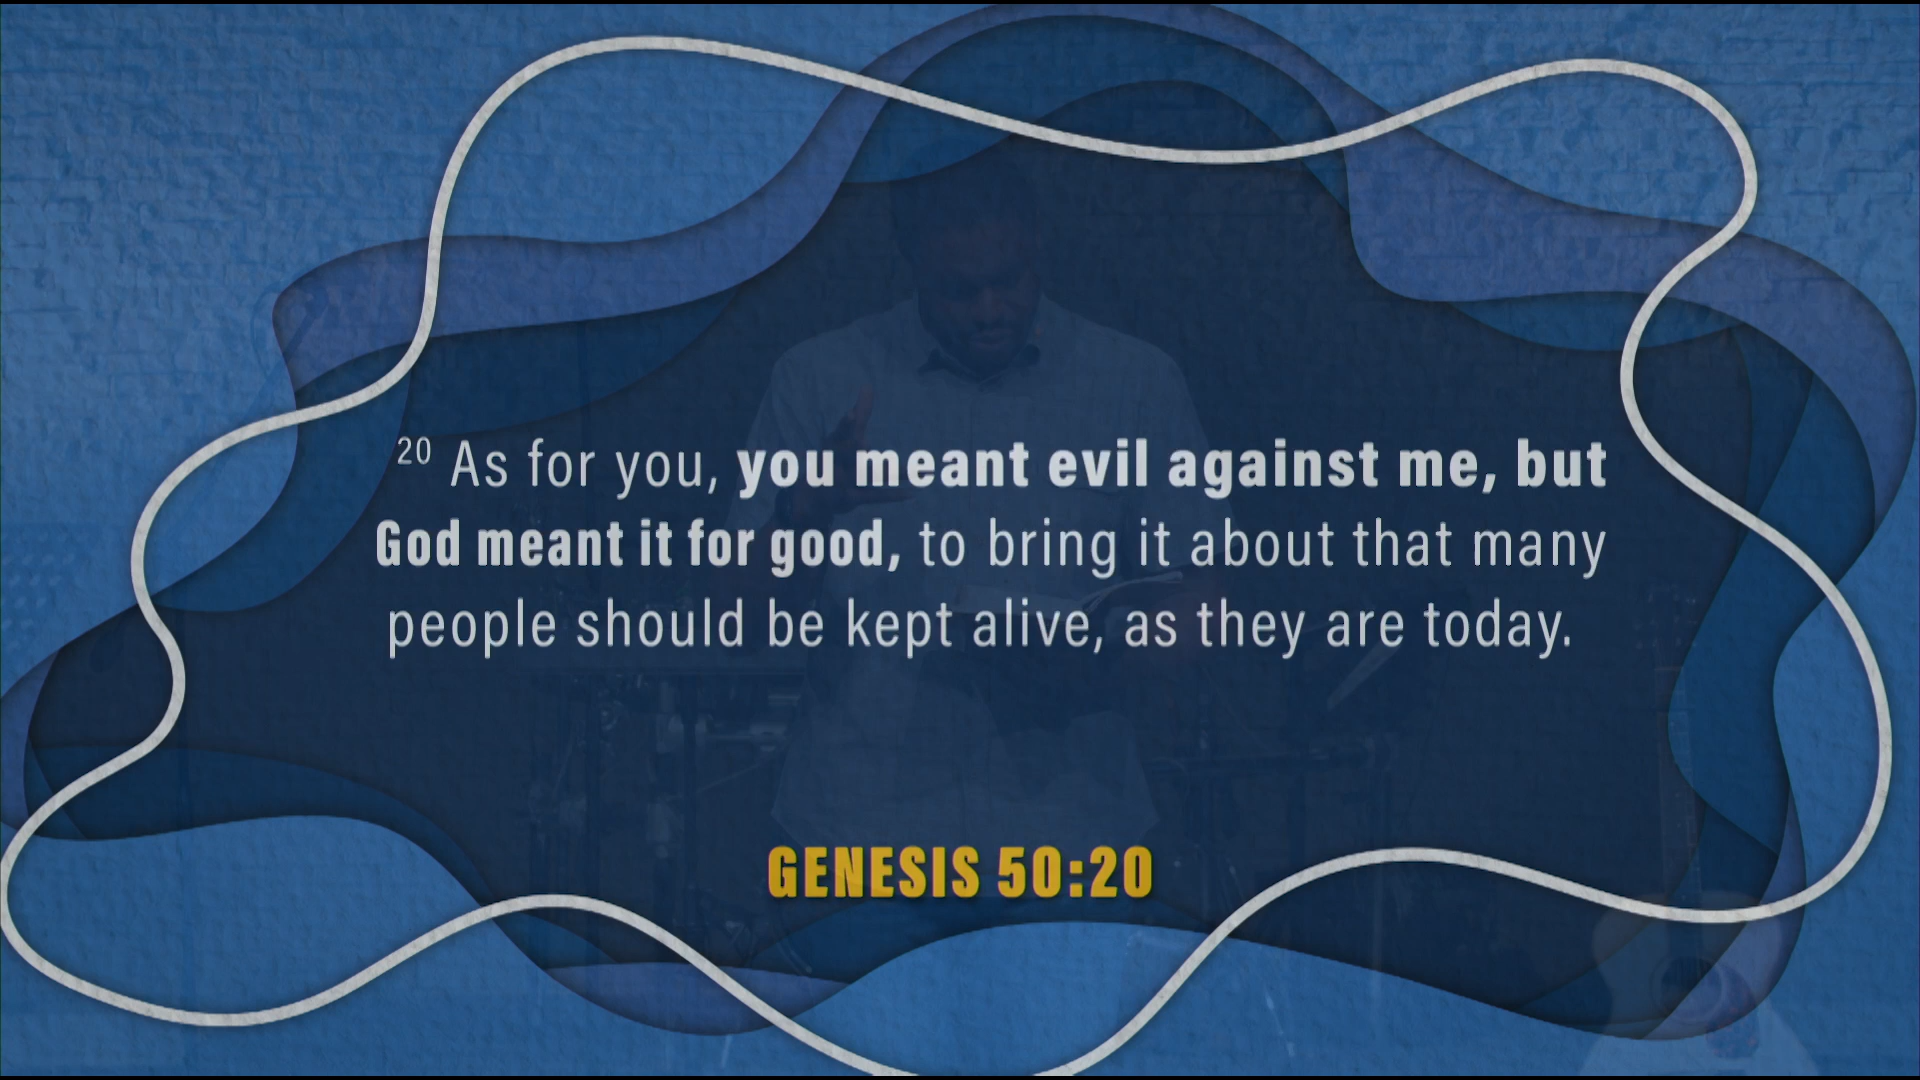 20 As for you, you meant evil against me, but
God meant it for good, to bring it about that many
people should be kept alive, as they are today.
GENESIS 50:20